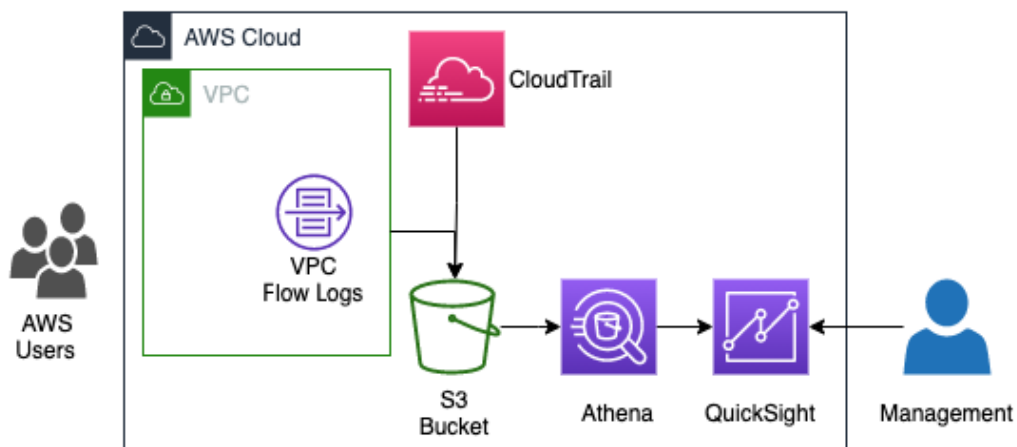 AWS Cloud
VPC
CloudTrail
VPC
Flow Logs
AWS
Users
S3
Bucket
Athena
QuickSight
Management